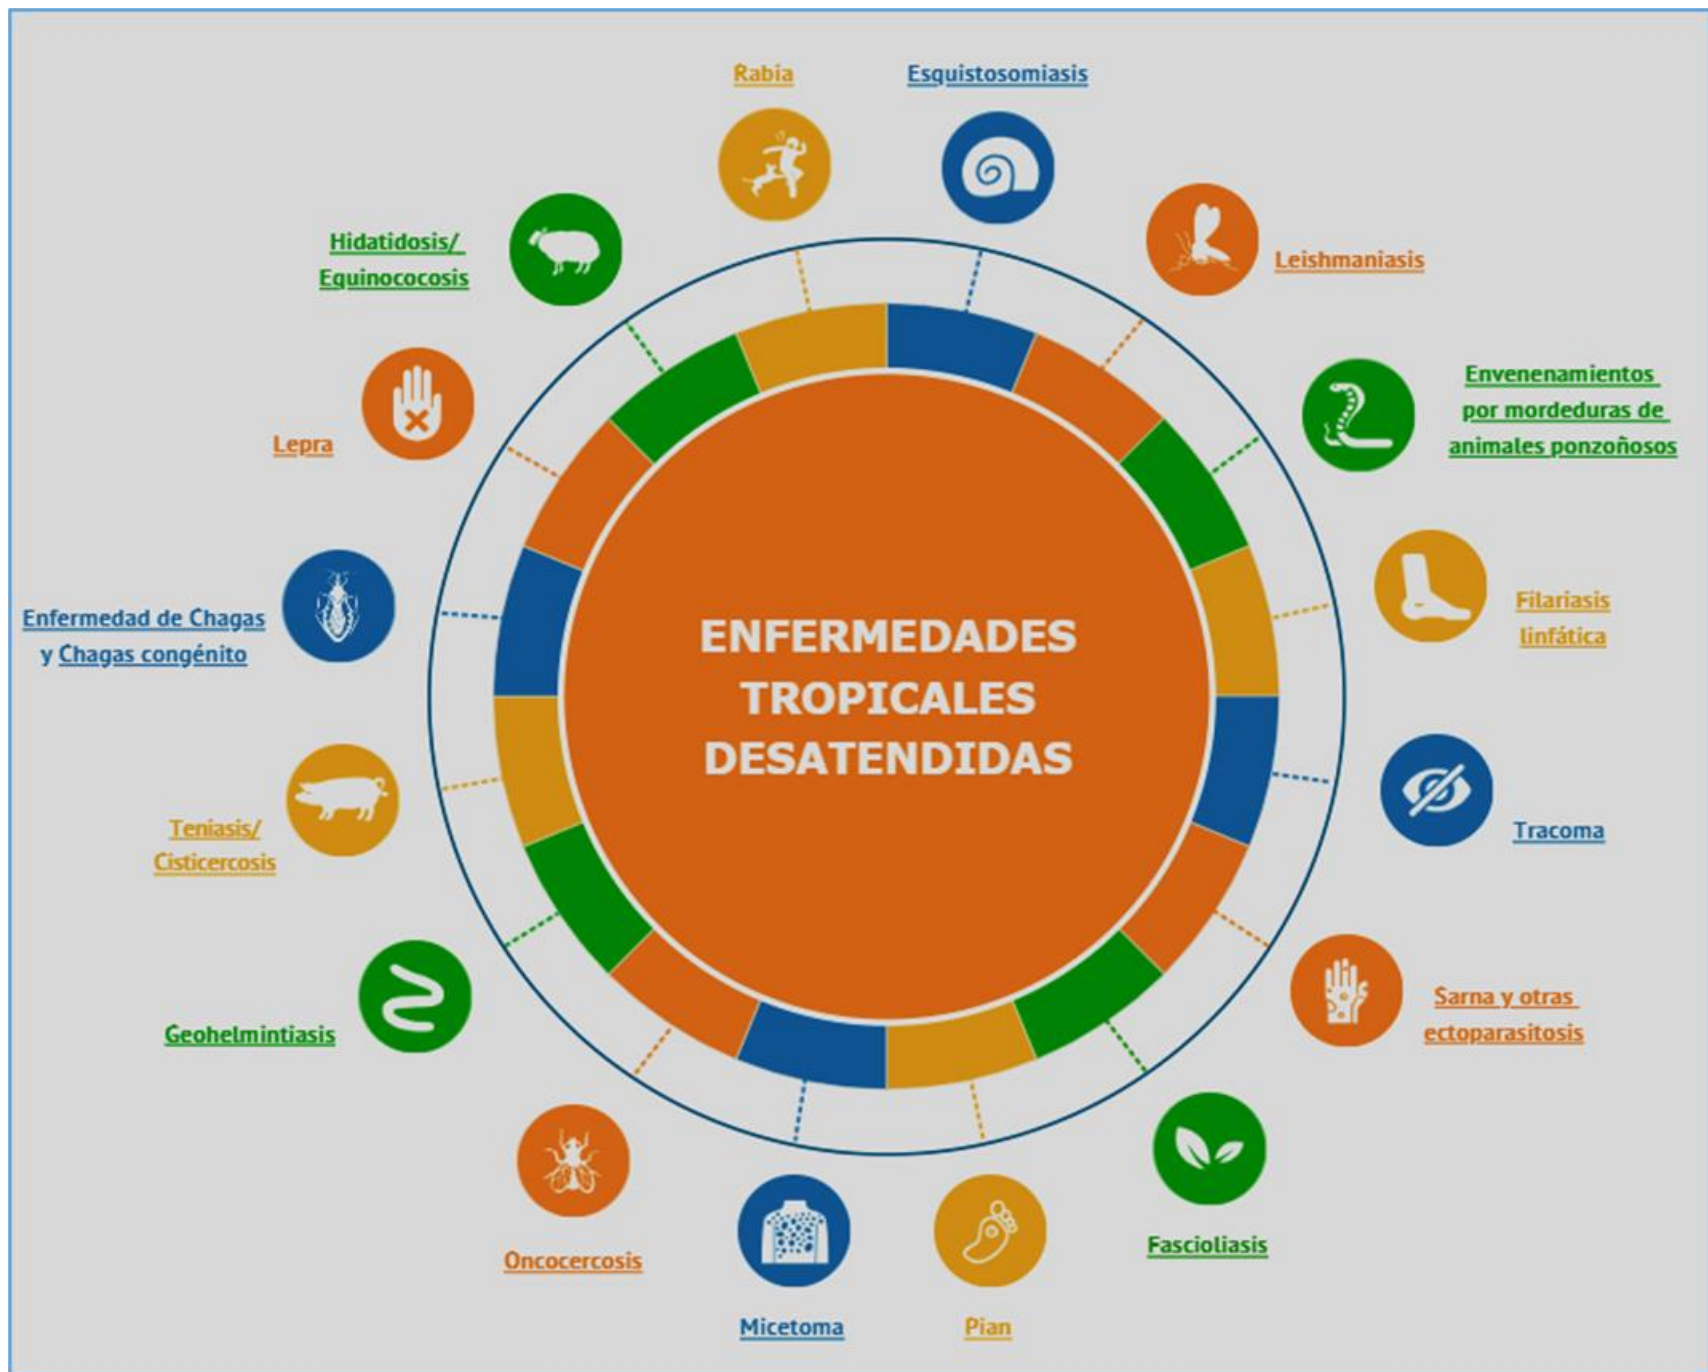 Rabia
Esquistosomiasis
Leishmaniasis
Envenenamientos
por mordeduras de
animales ponzoñosos
Filariasis
linfática
Tracoma
Sarna y otras
ectoparasitosis
Fascioliasis
Pian
Micetoma
Oncocercosis
Geohelmintiasis
Teniasis/
Cisticercosis
Enfermedad de Chagas
y Chagas congénito
Lepra
Hidatidosis/
Equinococosis
ENFERMEDADES
TROPICALES
DESATENDIDAS